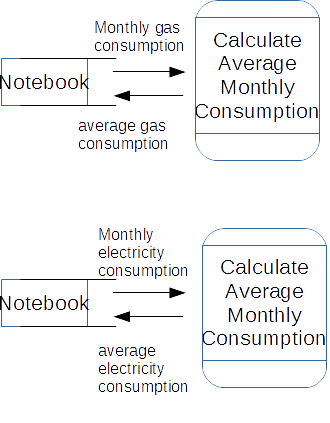 Monthly gas
consumption
Calculate
Average
Monthly
Consumption
Notebook
average gas
consumption
Monthly
electricity
consumption
Calculate
Average
Monthly
Consumption
Notebook
average
electricity
consumption